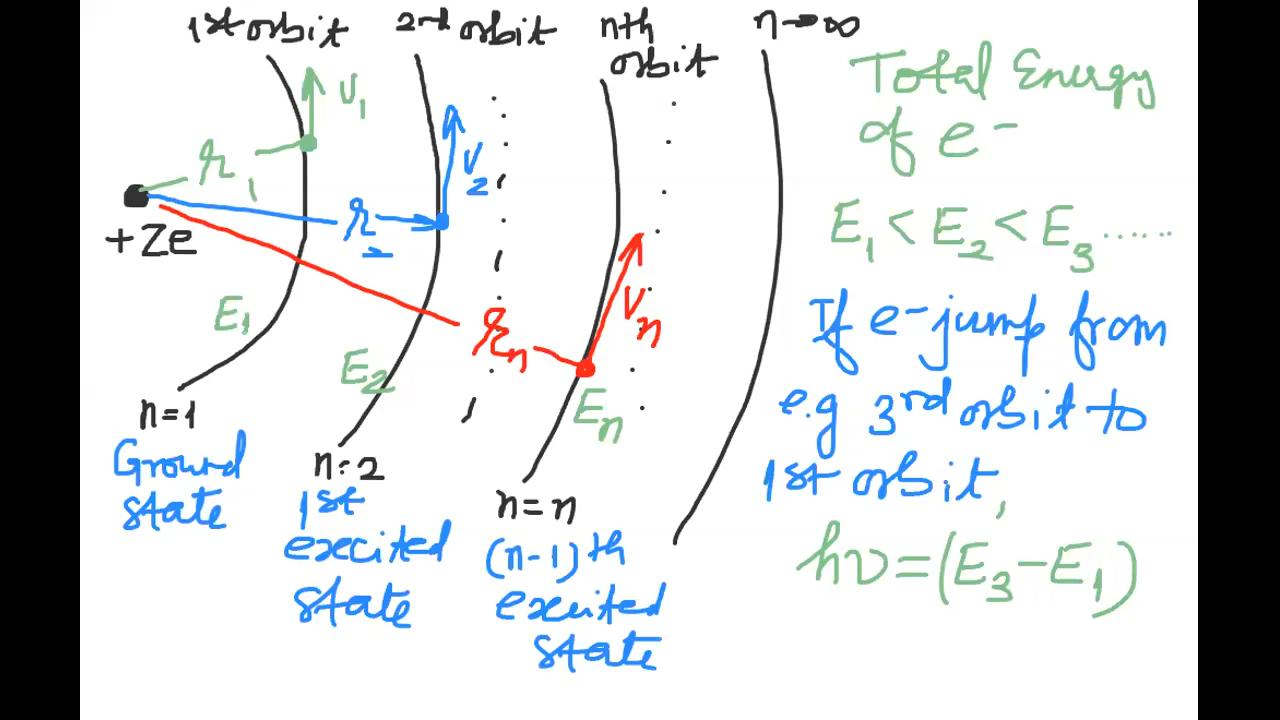 1st orbit
2nd orbit
nth
orbit
n→∞
V1
r1
V2
r2
+Ze
Vn
rn
E1
E2
En
n=1
Ground
state
n=2
1st
execited
state
n=n
(n-1)th
execited
state
Total Energy
of e-
E1 < E2 < E3......
If e- jump from
e.g 3rd orbit to
1st orbit,
hν=(E3-E1)